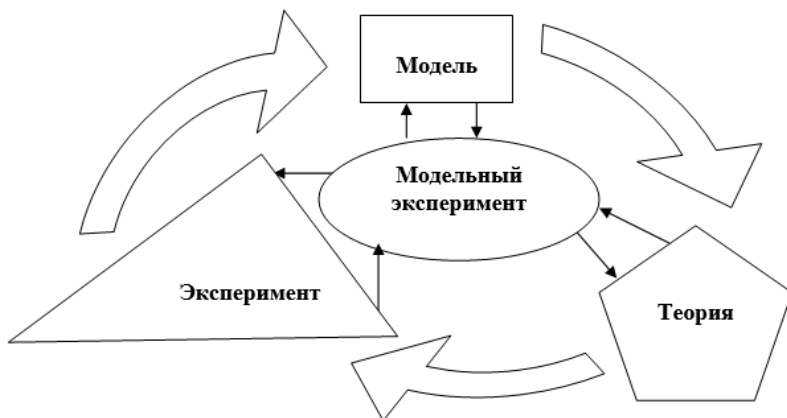 Модель
Модельный
эксперимент
Эксперимент
Теория